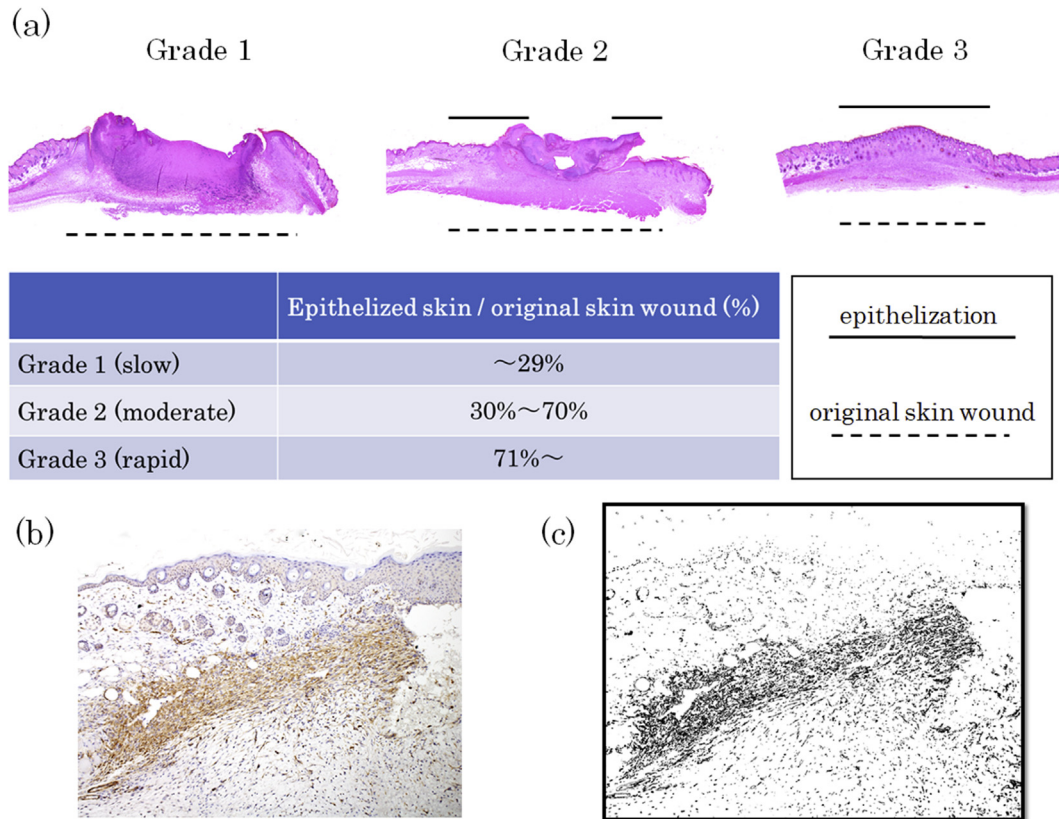 (a)
Grade 1 Grade 2 Grade 3
Epithelized skin / original skin wound (%)
Grade 1 (slow) ～29%
Grade 2 (moderate) 30%～70%
Grade 3 (rapid) 71%～
epithelization
original skin wound
(b) (c)